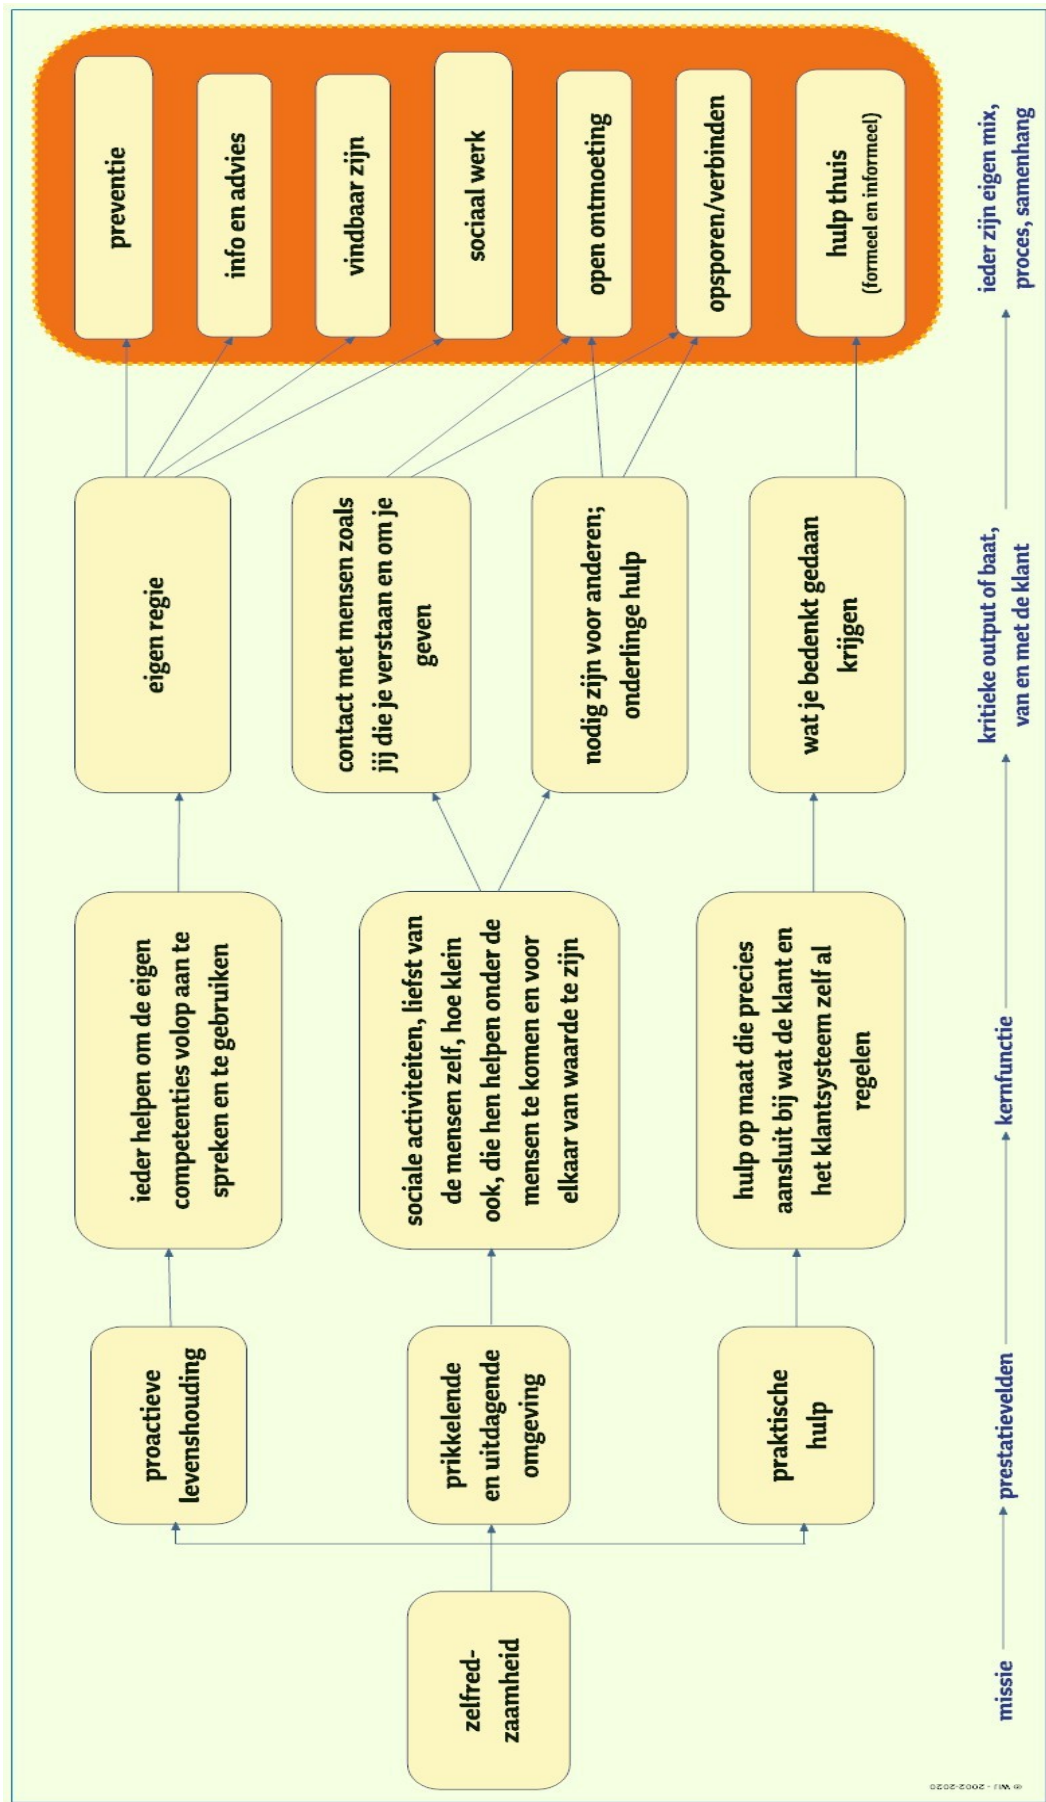 zelfred-
zaamheid
proactieve
levenshouding
prikkelende
en uitdagende
omgeving
praktische
hulp
ieder helpen om de eigen
competenties volop aan te
spreken en te gebruiken
sociale activiteiten, liefst van
de mensen zelf, hoe klein
ook, die hen helpen onder de
mensen te komen en voor
elkaar van waarde te zijn
hulp op maat die precies
aansluit bij wat de klant en
het klantsysteem zelf al
regelen
eigen regie
contact met mensen zoals
jij die je verstaan en om je
geven
nodig zijn voor anderen;
onderlinge hulp
wat je bedenkt gedaan
krijgen
preventie
info en advies
vindbaar zijn
sociaal werk
open ontmoeting
opsporen/verbinden
hulp thuis
(formeel en informeel)
missie
prestatievelden
kernfunctie
kritieke output of baat,
van en met de klant
ieder zijn eigen mix,
proces, samenhang
© WIJ - 2002-2020